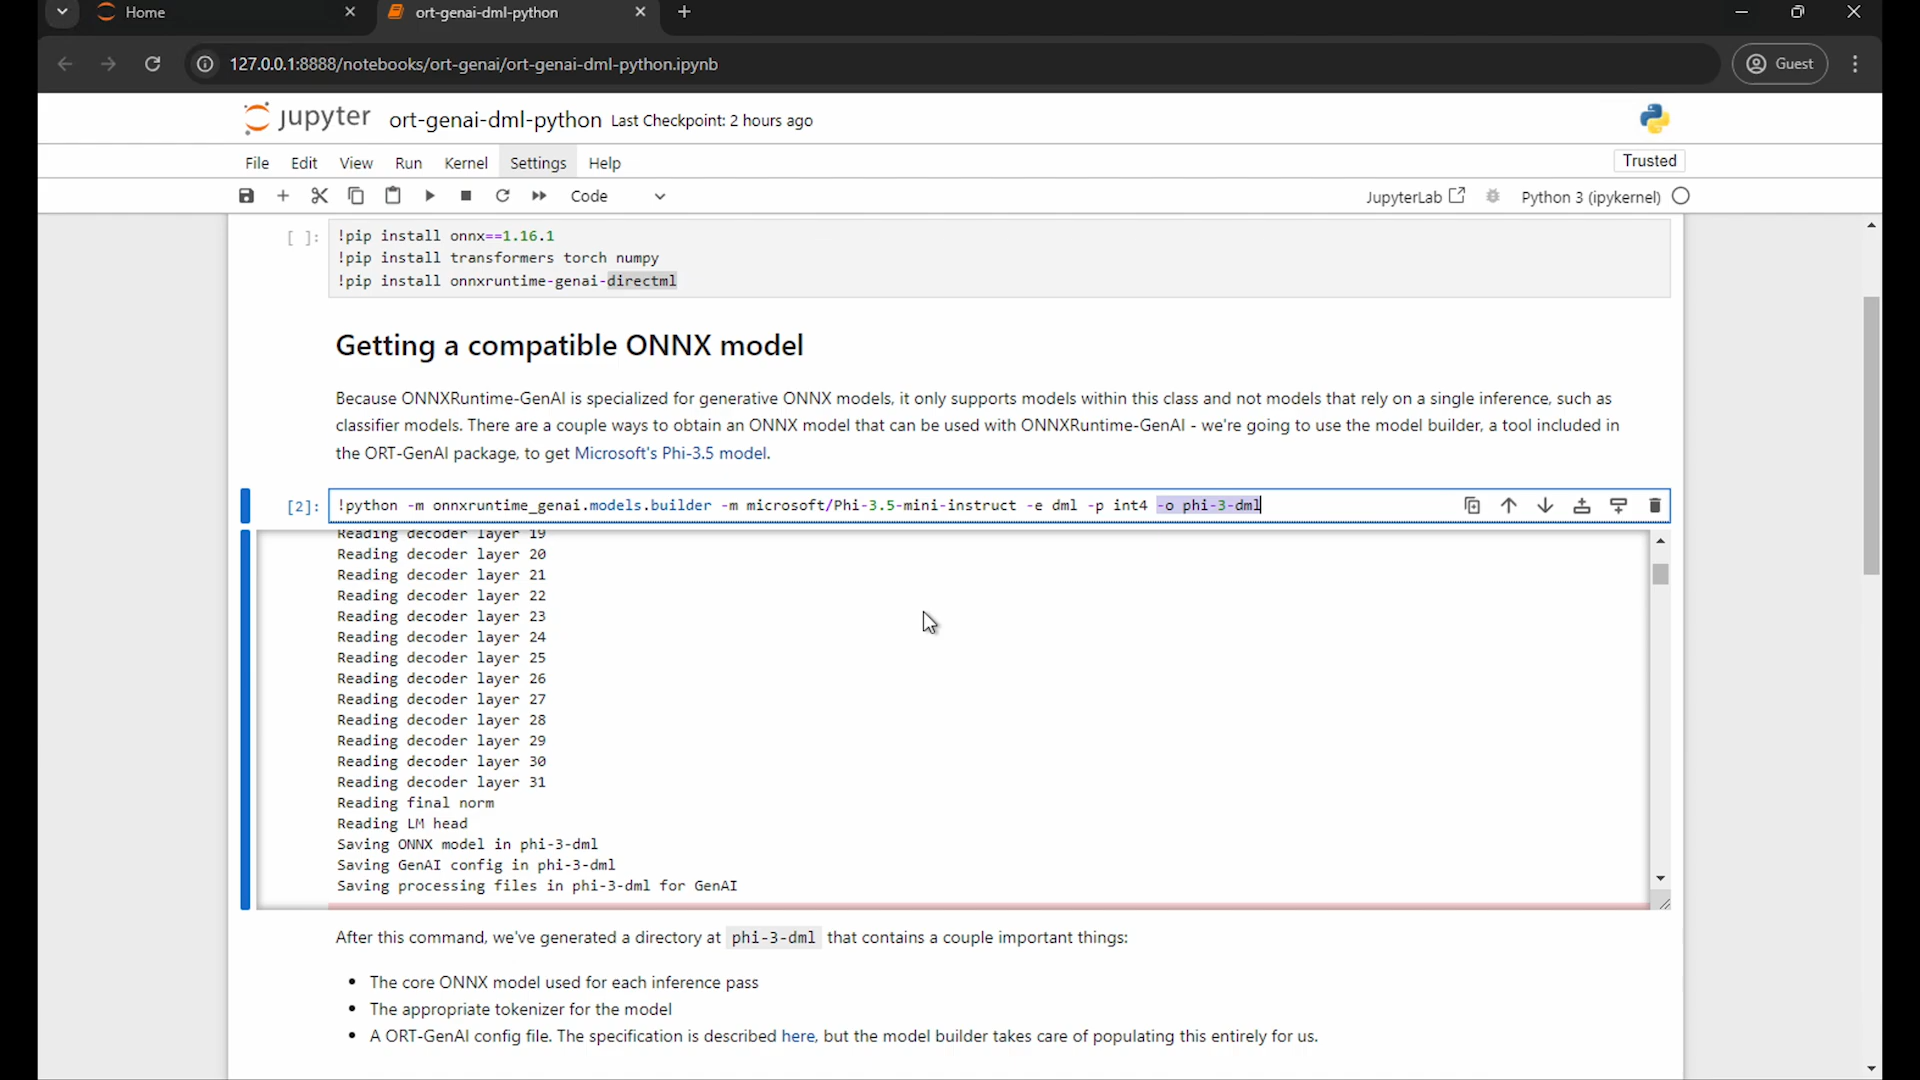 Home
ort-genai-dml-python
127.0.0.1:8888/notebooks/ort-genai/ort-genai-dml-python.ipynb
Guest
jupyter ort-genai-dml-python Last Checkpoint: 2 hours ago
File Edit View Run Kernel Settings Help
Trusted
Code
JupyterLab
Python 3 (ipykernel)
[ ]:
!pip install onnx==1.16.1
!pip install transformers torch numpy
!pip install onnxruntime-genai-directml
Getting a compatible ONNX model
Because ONNXRuntime-GenAI is specialized for generative ONNX models, it only supports models within this class and not models that rely on a single inference, such as
classifier models. There are a couple ways to obtain an ONNX model that can be used with ONNXRuntime-GenAI - we're going to use the model builder, a tool included in
the ORT-GenAI package, to get Microsoft's Phi-3.5 model.
[2]: !python -m onnxruntime_genai.models.builder -m microsoft/Phi-3.5-mini-instruct -e dml -p int4 -o phi-3-dml
Reading decoder layer 19
Reading decoder layer 20
Reading decoder layer 21
Reading decoder layer 22
Reading decoder layer 23
Reading decoder layer 24
Reading decoder layer 25
Reading decoder layer 26
Reading decoder layer 27
Reading decoder layer 28
Reading decoder layer 29
Reading decoder layer 30
Reading decoder layer 31
Reading final norm
Reading LM head
Saving ONNX model in phi-3-dml
Saving GenAI config in phi-3-dml
Saving processing files in phi-3-dml for GenAI
After this command, we've generated a directory at phi-3-dml that contains a couple important things:
• The core ONNX model used for each inference pass
• The appropriate tokenizer for the model
• A ORT-GenAI config file. The specification is described here, but the model builder takes care of populating this entirely for us.